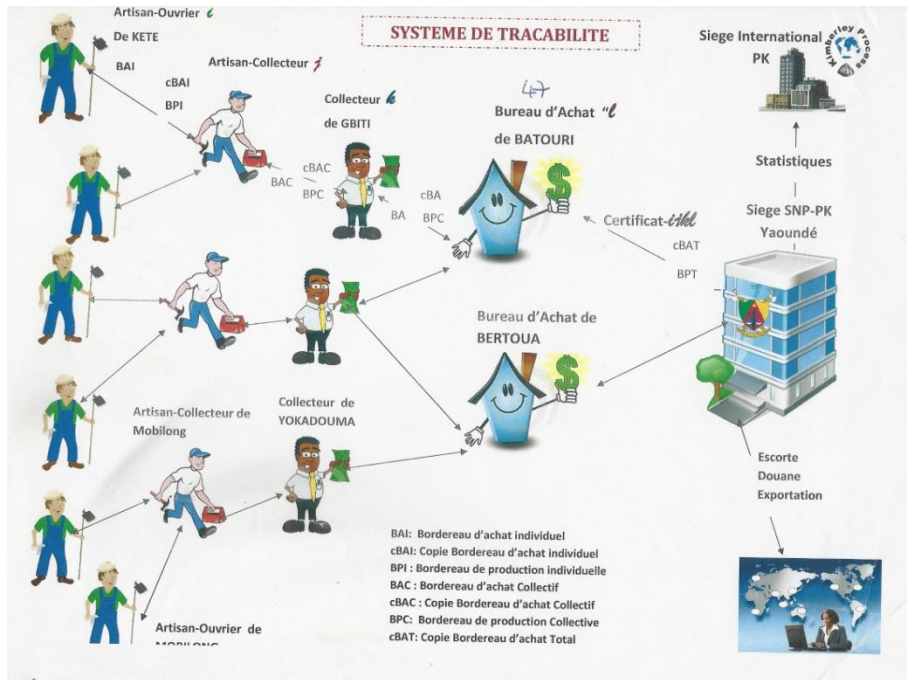 SYSTEME DE TRACABILITE
Artisan-Ouvrier i
De KETE
BAI
cBAI
BPI
Artisan-Collecteur j
BAC
cBAC
BPC
Collecteur k
de GBITI
BA
cBA
BPC
47
Bureau d'Achat "l
de BATOURI
Certificat-ijkl
cBAT
BPT
Siege International
PK
Kimberley Process
Statistiques
Siege SNP-PK
Yaoundé
Bureau d'Achat de
BERTOUA
Artisan-Collecteur de
Mobilong
Collecteur de
YOKADOUMA
Escorte
Douane
Exportation
Artisan-Ouvrier de
MOBILONG
BAI: Bordereau d'achat individuel
cBAI: Copie Bordereau d'achat individuel
BPI : Bordereau de production individuelle
BAC : Bordereau d'achat Collectif
cBAC : Copie Bordereau d'achat Collectif
BPC: Bordereau de production Collective
cBAT: Copie Bordereau d'achat Total